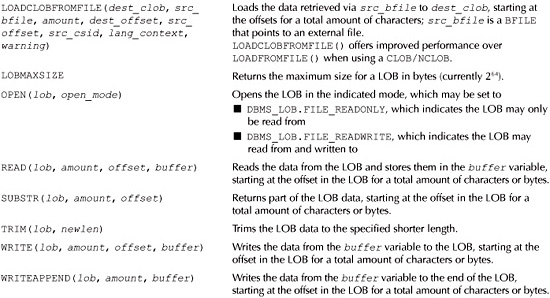 LOADCLOBFROMFILE(dest_clob, src_bfile, amount, dest_offset, src_offset, src_csid, lang_context, warning)
Loads the data retrieved via src_bfile to dest_clob, starting at
the offsets for a total amount of characters; src_bfile is a BFILE
that points to an external file.
LOADCLOBFROMFILE() offers improved performance over
LOADFROMFILE() when using a CLOB/NCLOB.
LOBMAXSIZE
Returns the maximum size for a LOB in bytes (currently 2⁶⁴).
OPEN(lob, open_mode)
Opens the LOB in the indicated mode, which may be set to
■ DBMS_LOB.FILE_READONLY, which indicates the LOB may only
be read from
■ DBMS_LOB.FILE_READWRITE, which indicates the LOB may
read from and written to
READ(lob, amount, offset, buffer)
Reads the data from the LOB and stores them in the buffer variable,
starting at the offset in the LOB for a total amount of characters or bytes.
SUBSTR(lob, amount, offset)
Returns part of the LOB data, starting at the offset in the LOB for a
total amount of characters or bytes.
TRIM(lob, newlen)
Trims the LOB data to the specified shorter length.
WRITE(lob, amount, offset, buffer)
Writes the data from the buffer variable to the LOB, starting at the
offset in the LOB for a total amount of characters or bytes.
WRITEAPPEND(lob, amount, buffer)
Writes the data from the buffer variable to the end of the LOB,
starting at the offset in the LOB for a total amount of characters or bytes.